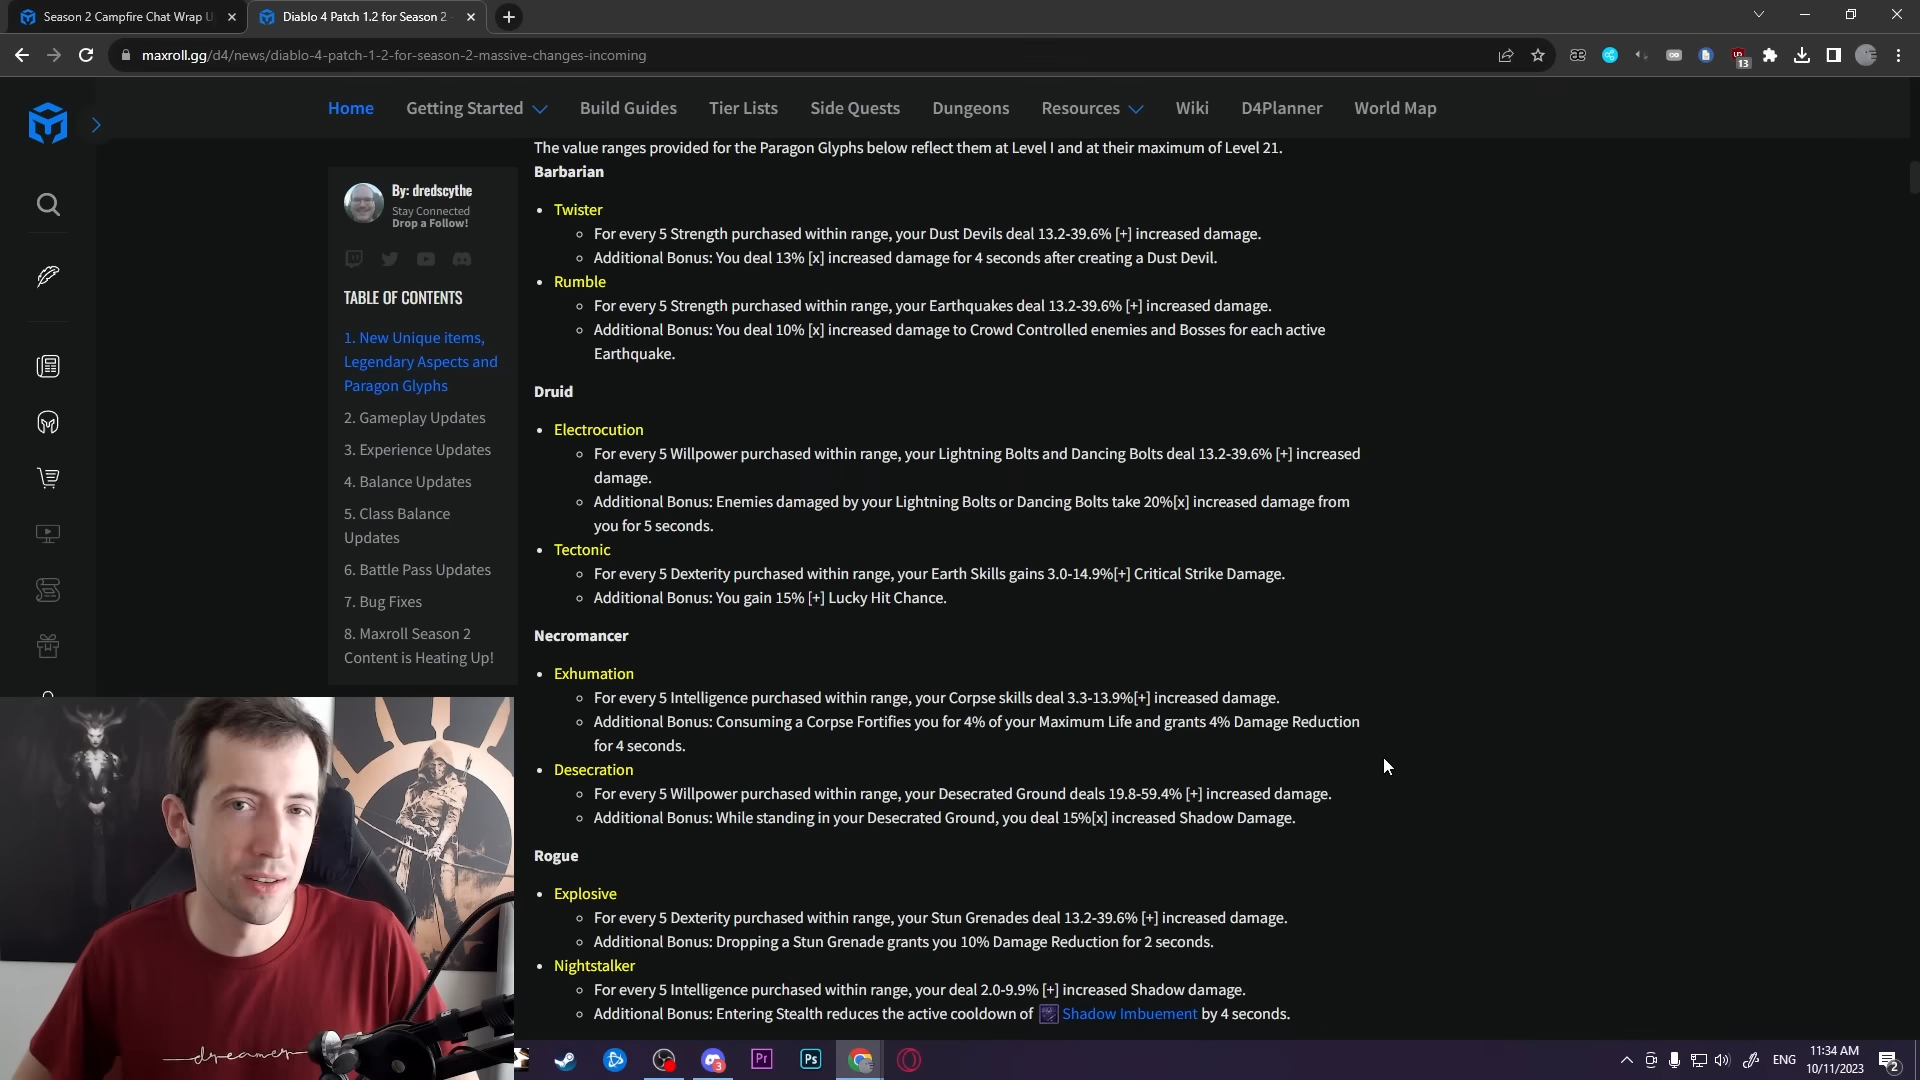 Season 2 Campfire Chat Wrap U
Diablo 4 Patch 1.2 for Season 2
maxroll.gg/d4/news/diablo-4-patch-1-2-for-season-2-massive-changes-incoming
13
Home Getting Started Build Guides Tier Lists Side Quests Dungeons Resources Wiki D4Planner World Map
By: dredscythe
Stay Connected
Drop a Follow!
TABLE OF CONTENTS
1. New Unique items,
Legendary Aspects and
Paragon Glyphs
2. Gameplay Updates
3. Experience Updates
4. Balance Updates
5. Class Balance
Updates
6. Battle Pass Updates
7. Bug Fixes
8. Maxroll Season 2
Content is Heating Up!
The value ranges provided for the Paragon Glyphs below reflect them at Level I and at their maximum of Level 21.
Barbarian
Twister
For every 5 Strength purchased within range, your Dust Devils deal 13.2-39.6% [+] increased damage.
Additional Bonus: You deal 13% [x] increased damage for 4 seconds after creating a Dust Devil.
Rumble
For every 5 Strength purchased within range, your Earthquakes deal 13.2-39.6% [+] increased damage.
Additional Bonus: You deal 10% [x] increased damage to Crowd Controlled enemies and Bosses for each active
Earthquake.
Druid
Electrocution
For every 5 Willpower purchased within range, your Lightning Bolts and Dancing Bolts deal 13.2-39.6% [+] increased
damage.
Additional Bonus: Enemies damaged by your Lightning Bolts or Dancing Bolts take 20%[x] increased damage from
you for 5 seconds.
Tectonic
For every 5 Dexterity purchased within range, your Earth Skills gains 3.0-14.9%[+] Critical Strike Damage.
Additional Bonus: You gain 15% [+] Lucky Hit Chance.
Necromancer
Exhumation
For every 5 Intelligence purchased within range, your Corpse skills deal 3.3-13.9%[+] increased damage.
Additional Bonus: Consuming a Corpse Fortifies you for 4% of your Maximum Life and grants 4% Damage Reduction
for 4 seconds.
Desecration
For every 5 Willpower purchased within range, your Desecrated Ground deals 19.8-59.4% [+] increased damage.
Additional Bonus: While standing in your Desecrated Ground, you deal 15%[x] increased Shadow Damage.
Rogue
Explosive
For every 5 Dexterity purchased within range, your Stun Grenades deal 13.2-39.6% [+] increased damage.
Additional Bonus: Dropping a Stun Grenade grants you 10% Damage Reduction for 2 seconds.
Nightstalker
For every 5 Intelligence purchased within range, your deal 2.0-9.9% [+] increased Shadow damage.
Additional Bonus: Entering Stealth reduces the active cooldown of Shadow Imbuement by 4 seconds.
dreamer
3
Pr
Ps
ENG
11:34 AM
10/11/2023
2